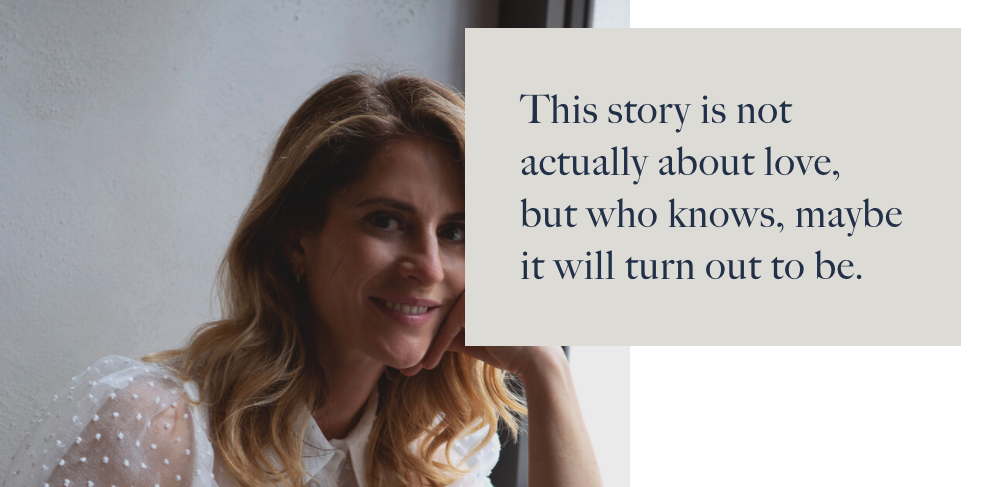 This story is not
actually about love,
but who knows, maybe
it will turn out to be.